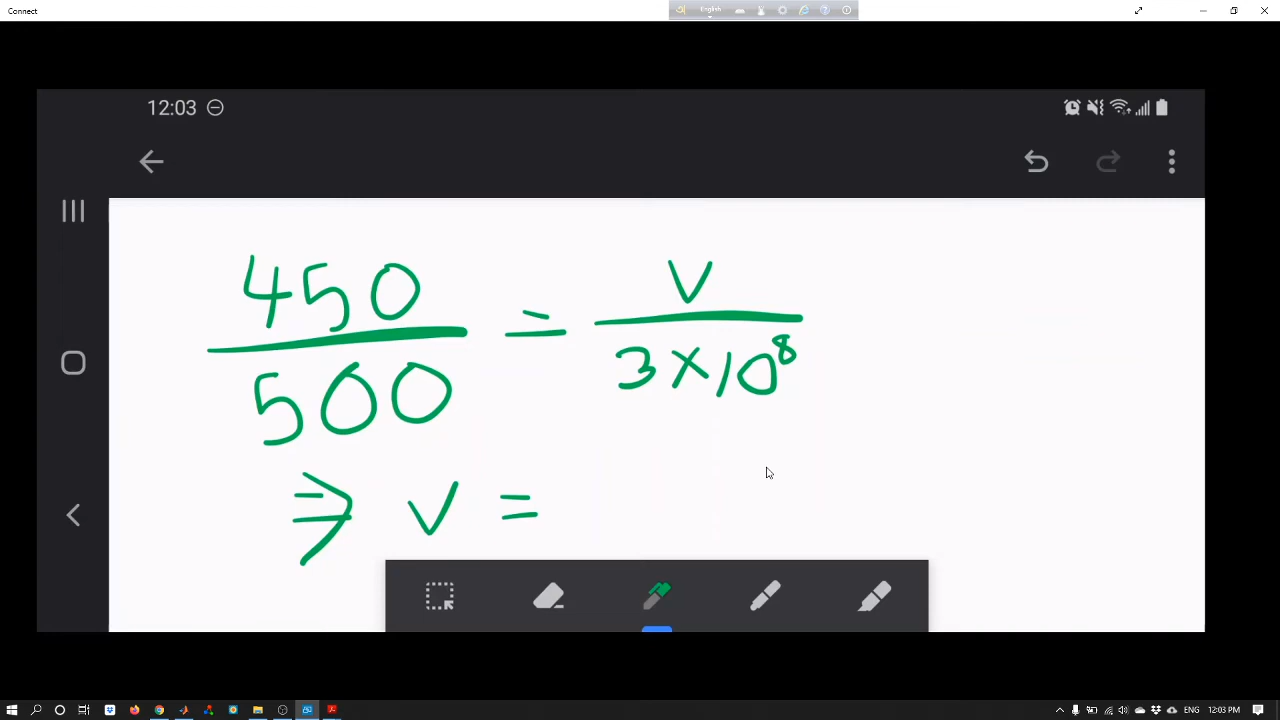 Connect
English
12:03
450/500 = V/3×10⁸
⇒ V =
ENG
12:03 PM